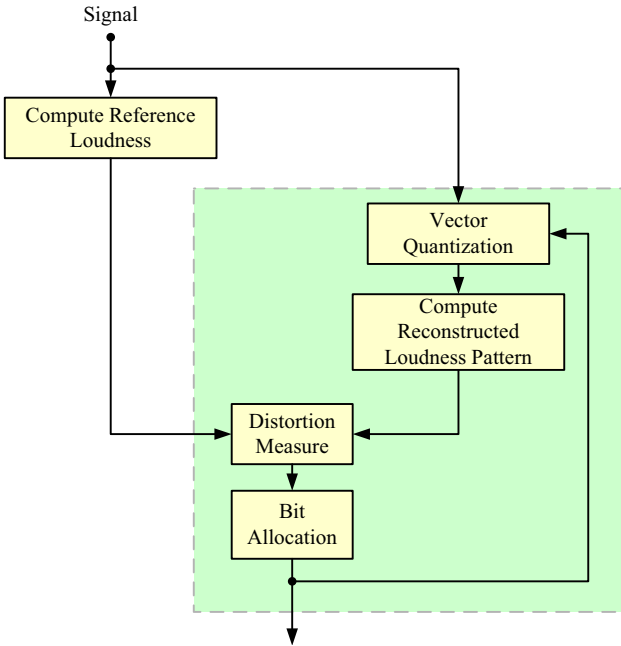 Signal
Compute Reference
Loudness
Vector
Quantization
Compute
Reconstructed
Loudness Pattern
Distortion
Measure
Bit
Allocation